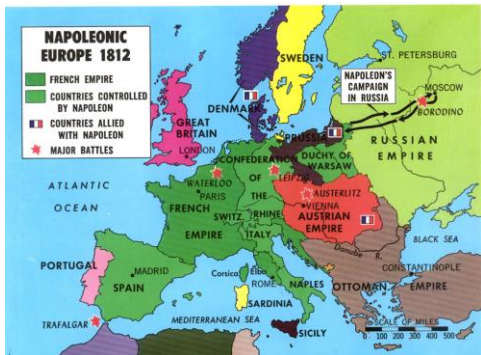 NAPOLEONIC
EUROPE 1812
FRENCH EMPIRE
COUNTRIES CONTROLLED
BY NAPOLEON
COUNTRIES ALLIED
WITH NAPOLEON
MAJOR BATTLES
SWEDEN
ST. PETERSBURG
NAPOLEON'S
CAMPAIGN
IN RUSSIA
MOSCOW
BORODINO
DENMARK
GREAT
BRITAIN
LONDON
PRUSSIA
RUSSIAN
EMPIRE
DUCHY OF
WARSAW
CONFEDERATION
OF
THE
RHINE
LEIPZIG
WATERLOO
PARIS
ATLANTIC
OCEAN
FRENCH
EMPIRE
SWITZ.
AUSTERLITZ
VIENNA
AUSTRIAN
EMPIRE
ITALY
Danube R.
BLACK SEA
PORTUGAL
MADRID
SPAIN
Corsica
Elba
ROME
NAPLES
CONSTANTINOPLE
OTTOMAN
EMPIRE
SARDINIA
TRAFALGAR
MEDITERRANEAN SEA
SICILY
SCALE OF MILES
0 100 200 300 400 500